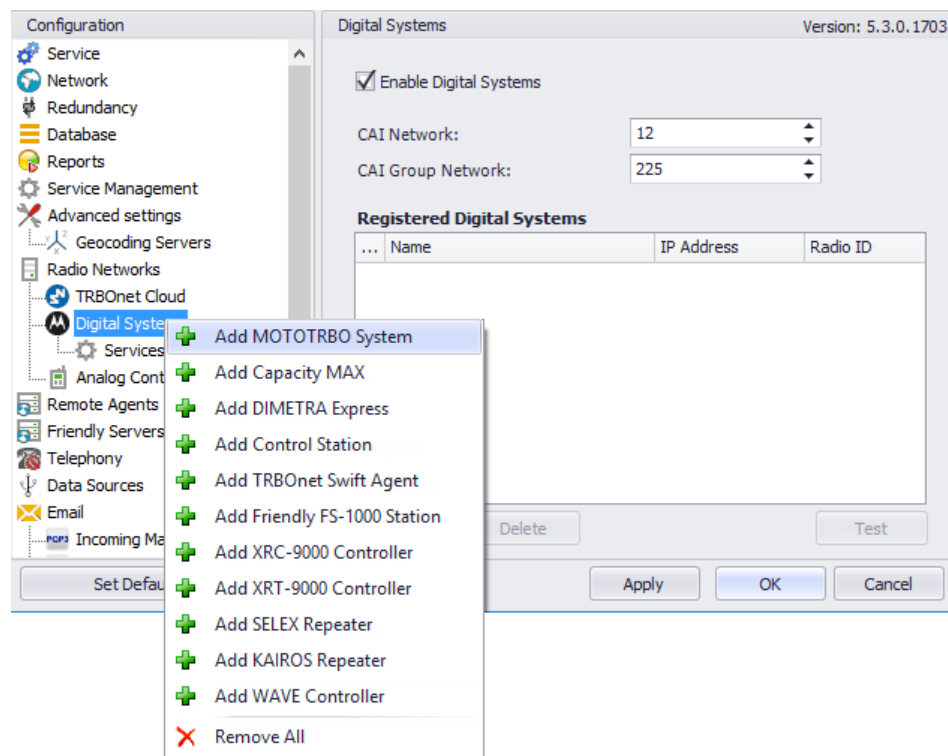 Configuration
Service
Network
Redundancy
Database
Reports
Service Management
Advanced settings
Geocoding Servers
Radio Networks
TRBOnet Cloud
Digital Syste
Services
Analog Cont
Remote Agents
Friendly Servers
Telephony
Data Sources
Email
POP3 Incoming Ma
Set Defau
Digital Systems Version: 5.3.0.1703
Enable Digital Systems
CAI Network: 12
CAI Group Network: 225
Registered Digital Systems
... Name IP Address Radio ID
Delete Test
Apply OK Cancel
Add MOTOTRBO System
Add Capacity MAX
Add DIMETRA Express
Add Control Station
Add TRBOnet Swift Agent
Add Friendly FS-1000 Station
Add XRC-9000 Controller
Add XRT-9000 Controller
Add SELEX Repeater
Add KAIROS Repeater
Add WAVE Controller
Remove All